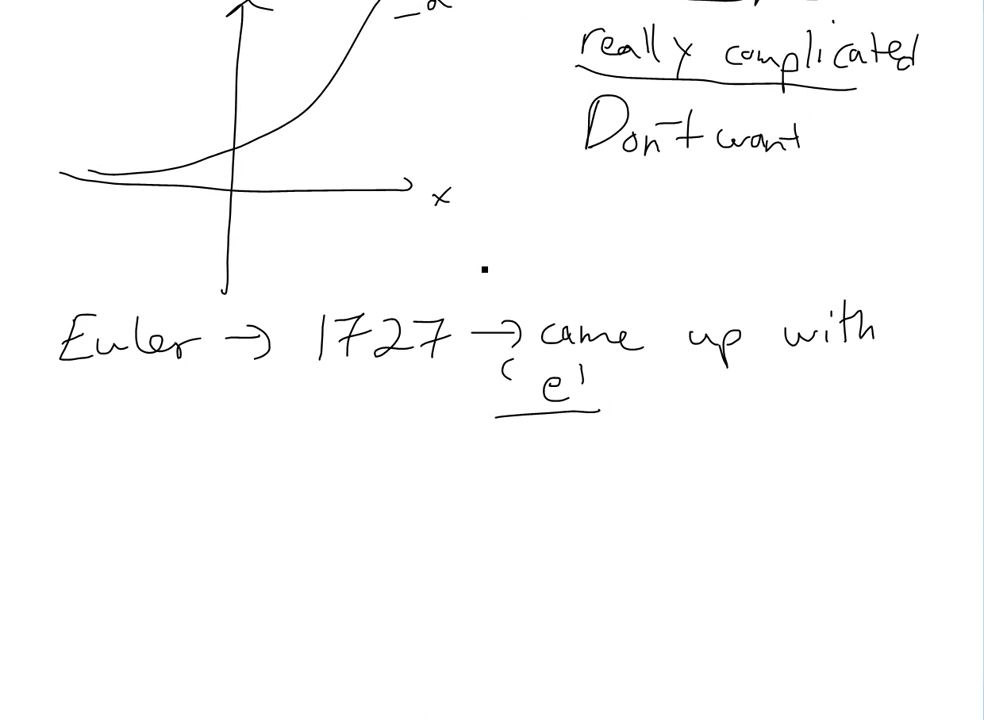 really complicated
Don't want
x
Euler → 1727 → came up with
'e'